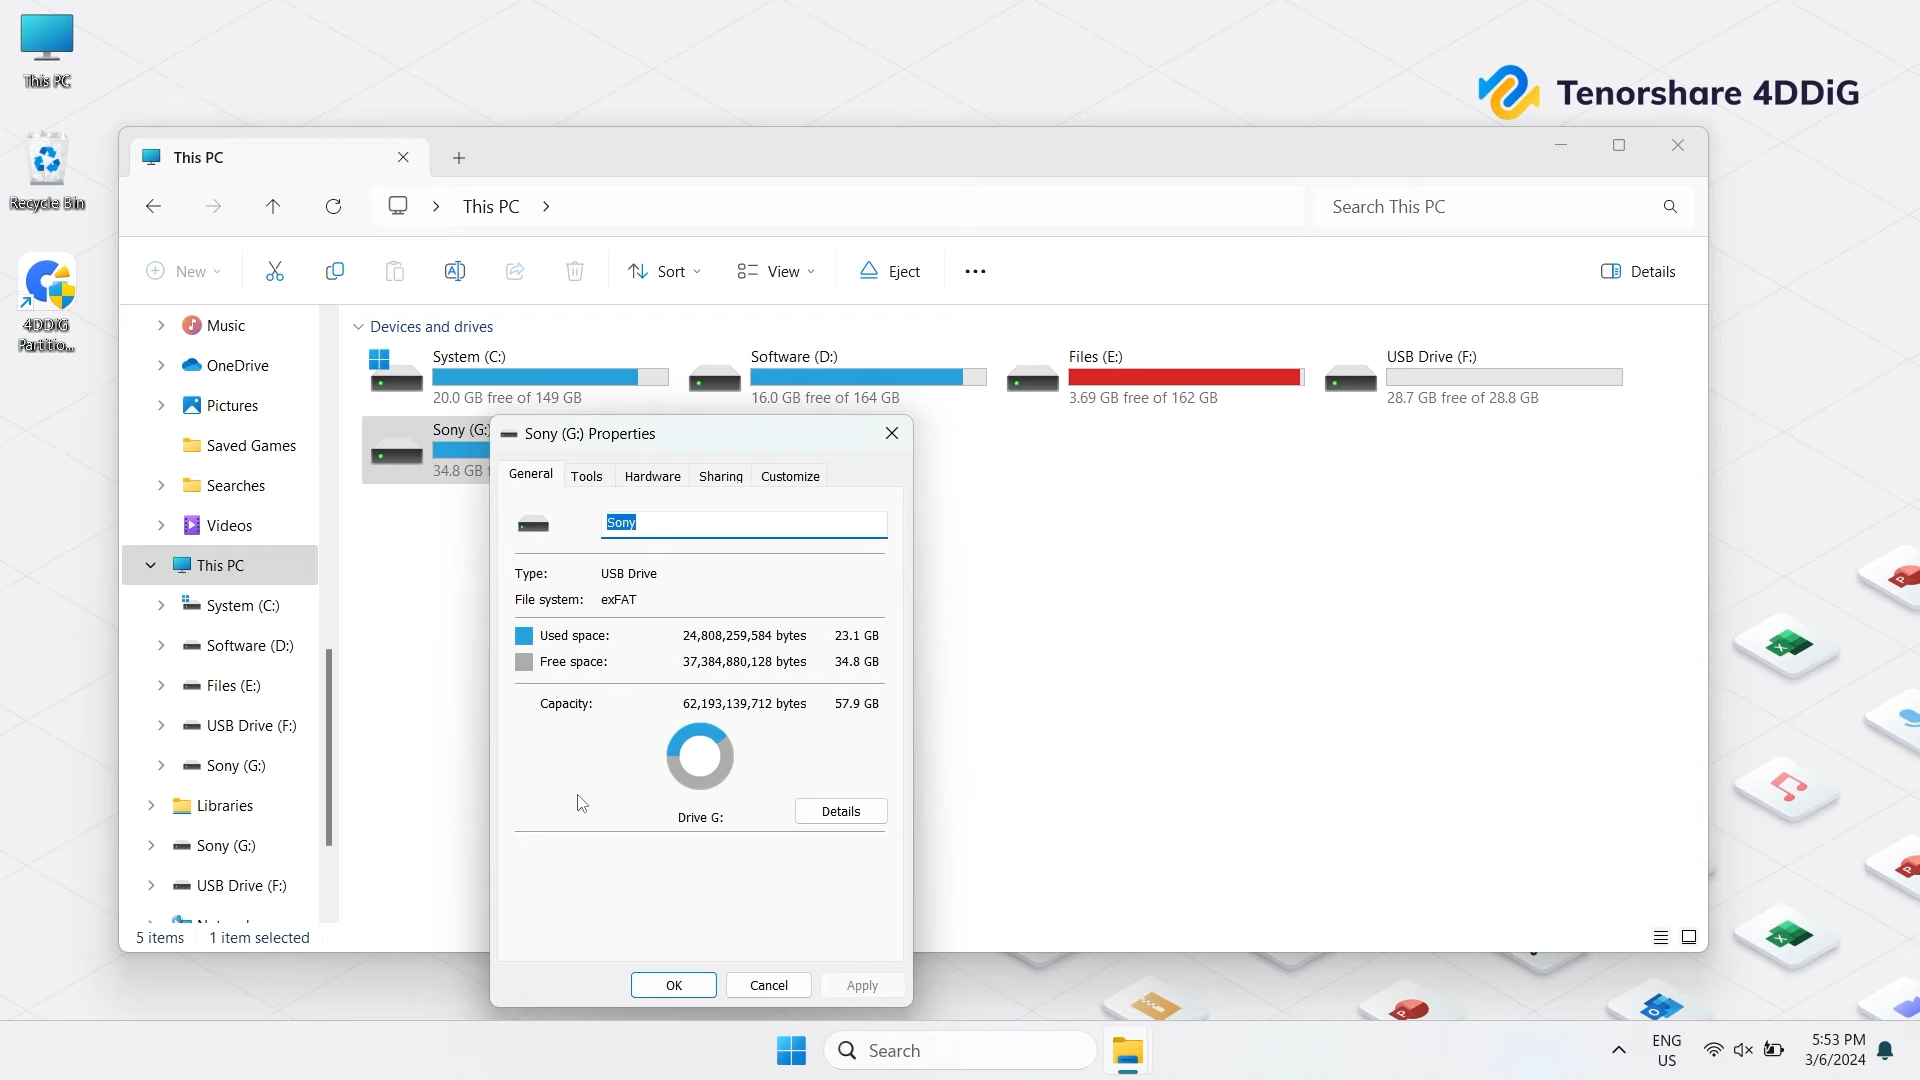 This PC
Recycle Bin
4DDiG
Partitio...
Tenorshare 4DDiG
This PC
This PC
Search This PC
New
Sort
View
Eject
Details
Music
OneDrive
Pictures
Saved Games
Searches
Videos
This PC
System (C:)
Software (D:)
Files (E:)
USB Drive (F:)
Sony (G:)
Libraries
Sony (G:)
USB Drive (F:)
5 items
1 item selected
Devices and drives
System (C:)
20.0 GB free of 149 GB
Software (D:)
16.0 GB free of 164 GB
Files (E:)
3.69 GB free of 162 GB
USB Drive (F:)
28.7 GB free of 28.8 GB
Sony (G:)
34.8 GB
Sony (G:) Properties
General
Tools
Hardware
Sharing
Customize
Sony
Type: USB Drive
File system: exFAT
Used space: 24,808,259,584 bytes 23.1 GB
Free space: 37,384,880,128 bytes 34.8 GB
Capacity: 62,193,139,712 bytes 57.9 GB
Drive G:
Details
OK
Cancel
Apply
Search
ENG
US
5:53 PM
3/6/2024